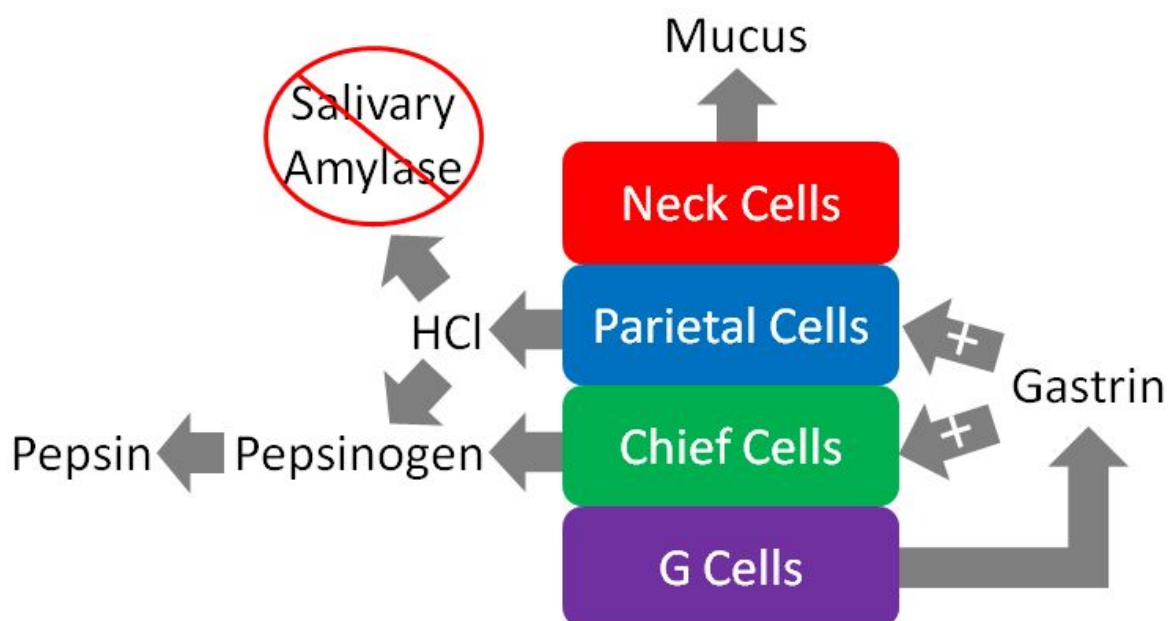 Mucus
Salivary
Amylase
Neck Cells
HCl
Parietal Cells
+
Gastrin
Pepsin
Pepsinogen
Chief Cells
+
G Cells